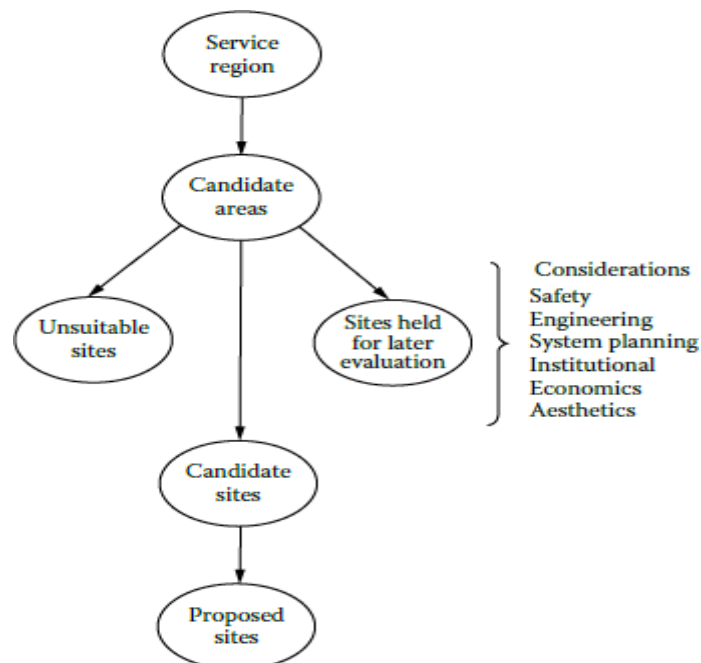 Service
region
Candidate
areas
Unsuitable
sites
Sites held
for later
evaluation
Considerations
Safety
Engineering
System planning
Institutional
Economics
Aesthetics
Candidate
sites
Proposed
sites